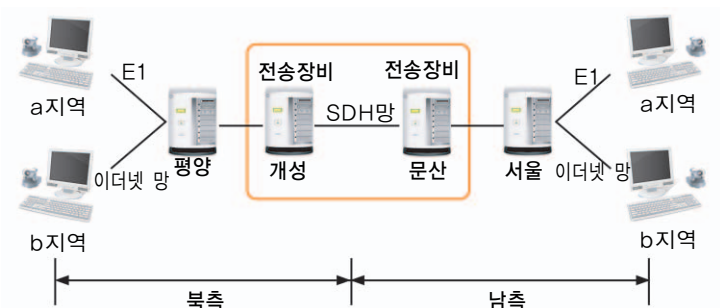 전송장비 전송장비
E1 SDH망 E1
a지역 a지역
평양 개성 문산 서울
이더넷 망 이더넷 망
b지역 b지역
북측 남측